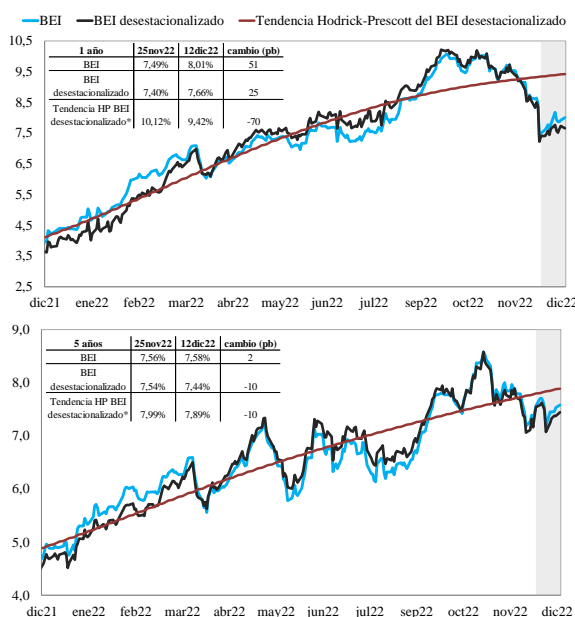 BEI BEI desestacionalizado Tendencia Hodrick-Prescott del BEI desestacionalizado
10,5
9,5
8,5
7,5
6,5
5,5
4,5
3,5
2,5
1 año 25nov22 12dic22 cambio (pb)
BEI 7,49% 8,01% 51
BEI
desestacionalizado 7,40% 7,66% 25
Tendencia HP BEI
desestacionalizado* 10,12% 9,42% -70
dic21 ene22 feb22 mar22 abr22 may22 jun22 jul22 ago22 sep22 oct22 nov22 dic22
9,0
8,0
7,0
6,0
5,0
4,0
5 años 25nov22 12dic22 cambio (pb)
BEI 7,56% 7,58% 2
BEI
desestacionalizado 7,54% 7,44% -10
Tendencia HP BEI
desestacionalizado* 7,99% 7,89% -10
dic21 ene22 feb22 mar22 abr22 may22 jun22 jul22 ago22 sep22 oct22 nov22 dic22